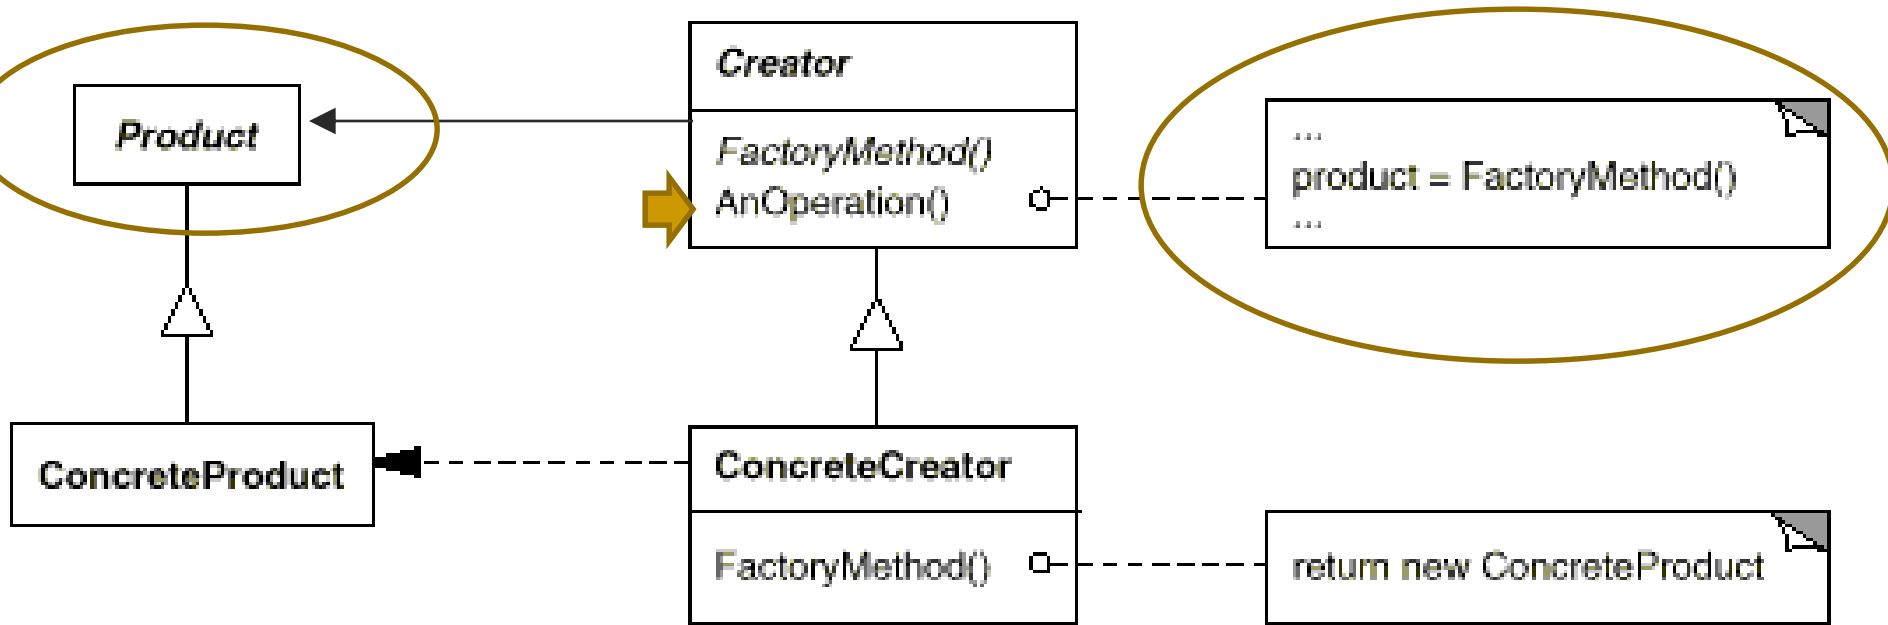 Product
Creator
FactoryMethod()
AnOperation()
...
product = FactoryMethod()
...
ConcreteProduct
ConcreteCreator
FactoryMethod()
return new ConcreteProduct